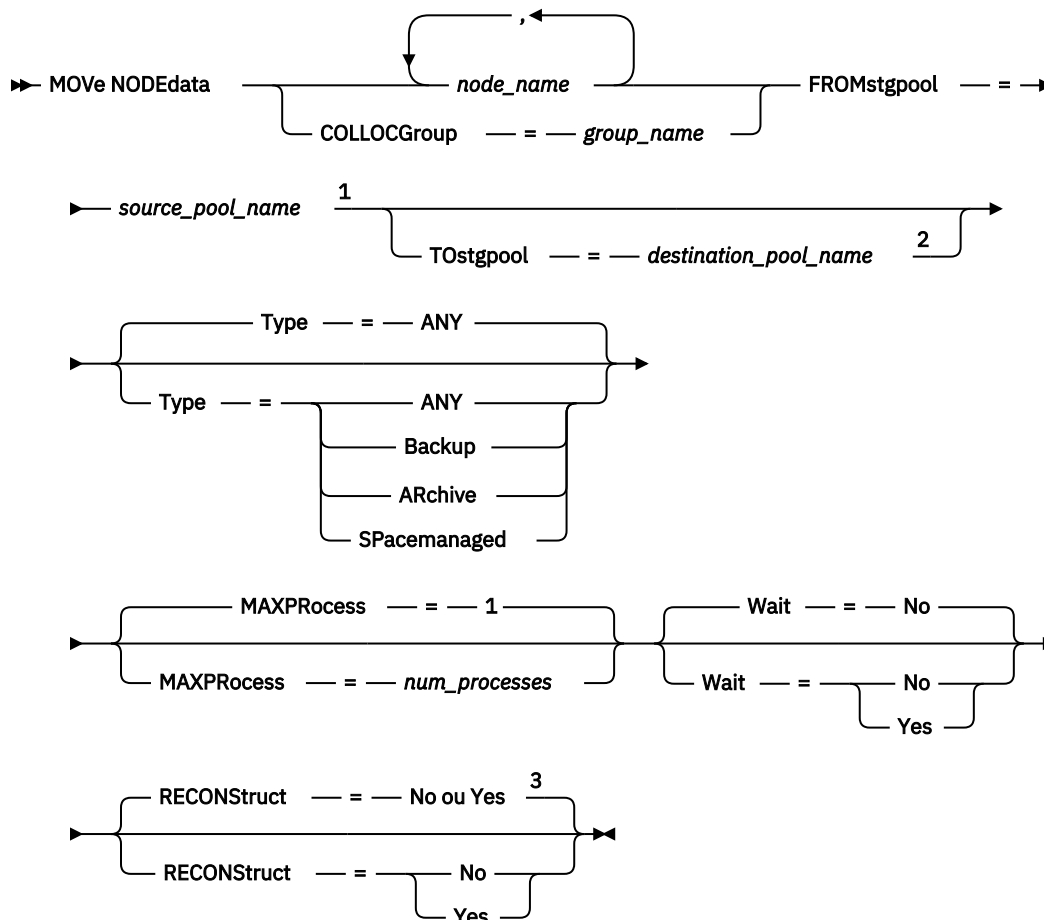 ,
MOVe NODEdata node_name FROMstgpool =
COLLOCGroup = group_name
source_pool_name 1
TOstgpool = destination_pool_name 2
Type = ANY
Type = ANY
Backup
ARchive
SPacemanaged
MAXPRocess = 1 Wait = No
MAXPRocess = num_processes Wait = No
Yes
RECONStruct = No ou Yes 3
RECONStruct = No
Yes